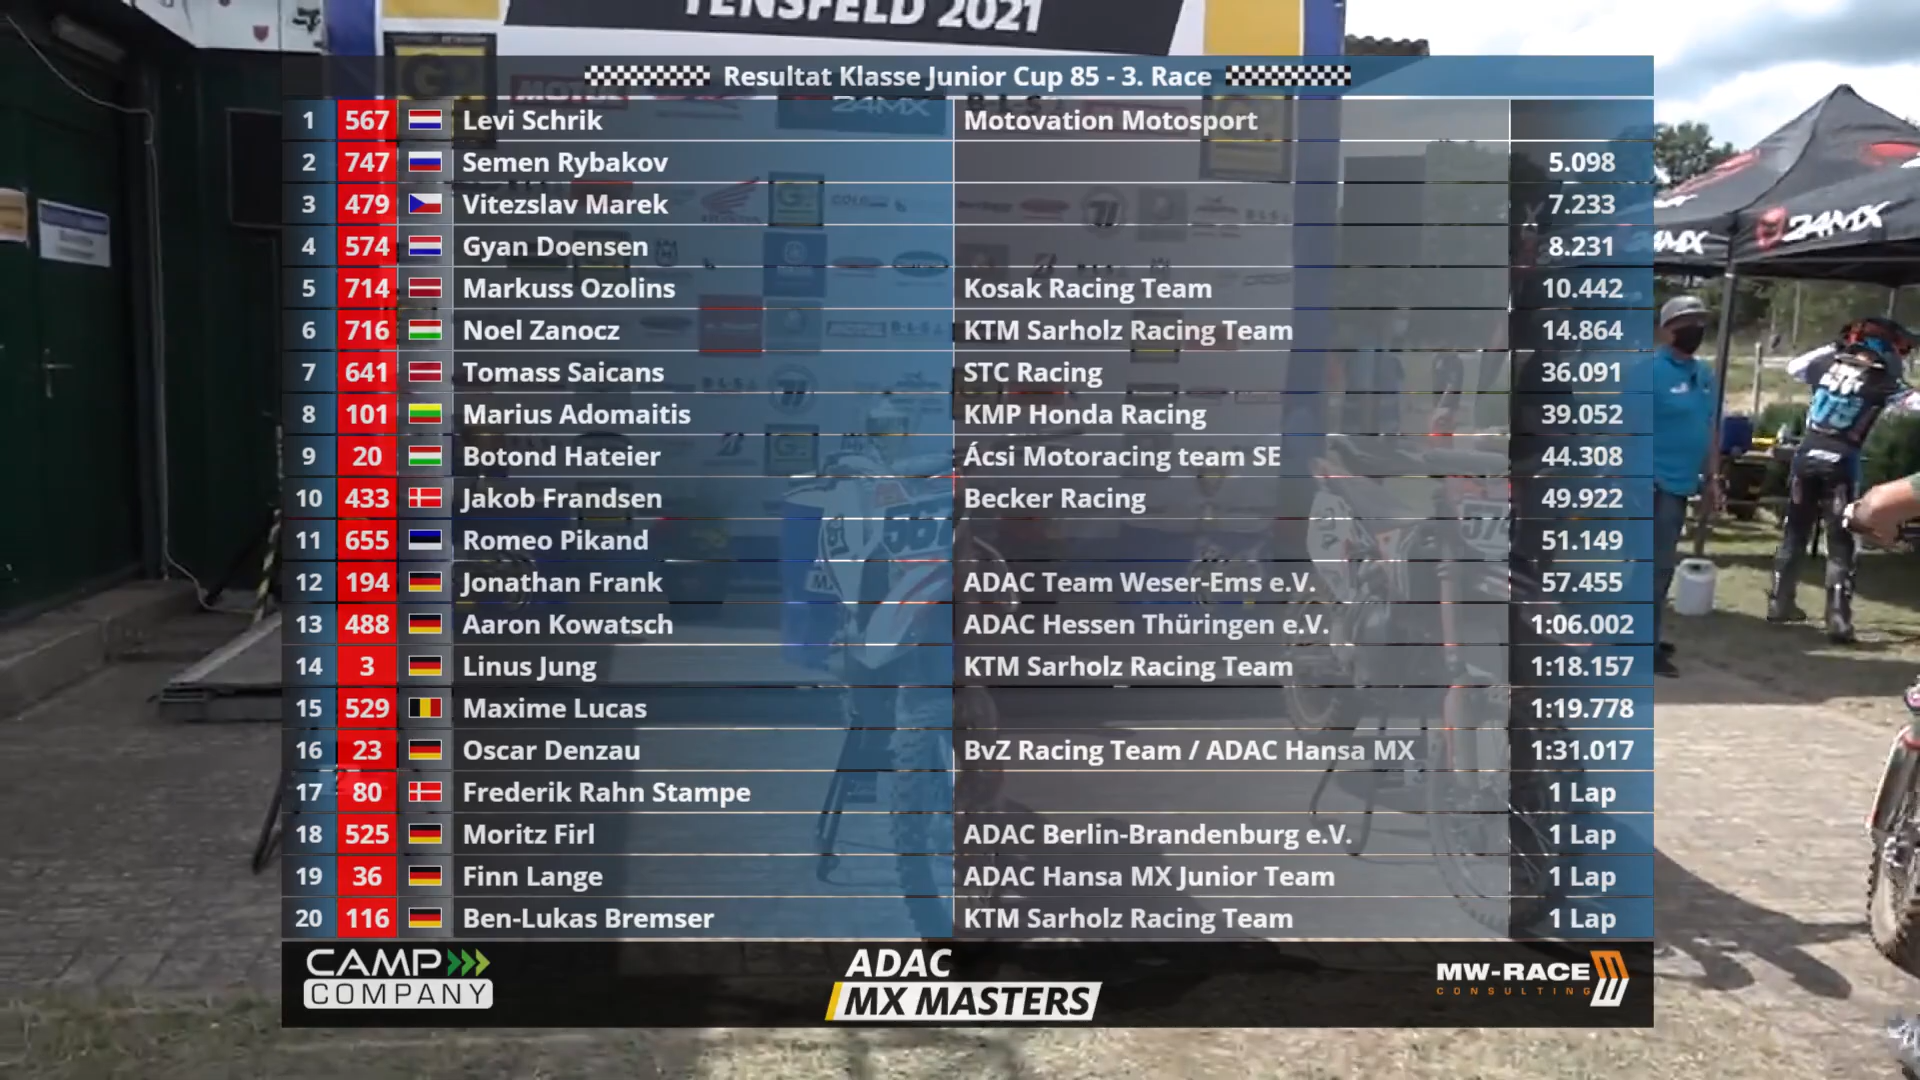 TENSFELD 2021
Resultat Klasse Junior Cup 85 - 3. Race
1 567 Levi Schrik Motovation Motosport
2 747 Semen Rybakov 5.098
3 479 Vitezslav Marek 7.233
4 574 Gyan Doensen 8.231
5 714 Markuss Ozolins Kosak Racing Team 10.442
6 716 Noel Zanocz KTM Sarholz Racing Team 14.864
7 641 Tomass Saicans STC Racing 36.091
8 101 Marius Adomaitis KMP Honda Racing 39.052
9 20 Botond Hateier Ácsi Motoracing team SE 44.308
10 433 Jakob Frandsen Becker Racing 49.922
11 655 Romeo Pikand 51.149
12 194 Jonathan Frank ADAC Team Weser-Ems e.V. 57.455
13 488 Aaron Kowatsch ADAC Hessen Thüringen e.V. 1:06.002
14 3 Linus Jung KTM Sarholz Racing Team 1:18.157
15 529 Maxime Lucas 1:19.778
16 23 Oscar Denzau BvZ Racing Team / ADAC Hansa MX 1:31.017
17 80 Frederik Rahn Stampe 1 Lap
18 525 Moritz Firl ADAC Berlin-Brandenburg e.V. 1 Lap
19 36 Finn Lange ADAC Hansa MX Junior Team 1 Lap
20 116 Ben-Lukas Bremser KTM Sarholz Racing Team 1 Lap
24MX
CAMP COMPANY
ADAC
MX MASTERS
MW-RACE
CONSULTING